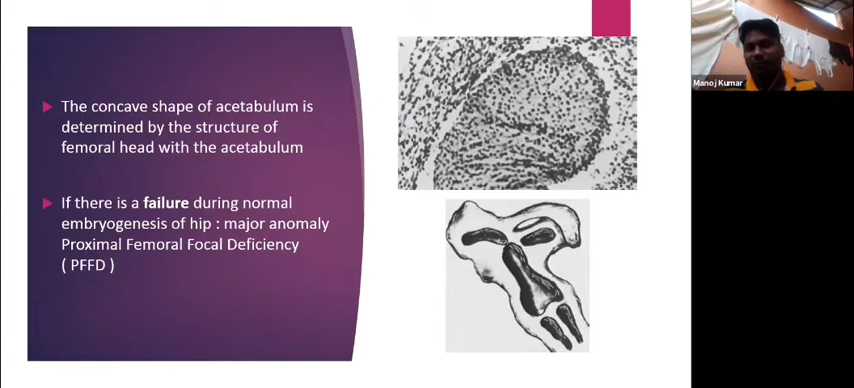 The concave shape of acetabulum is
determined by the structure of
femoral head with the acetabulum
If there is a failure during normal
embryogenesis of hip : major anomaly
Proximal Femoral Focal Deficiency
( PFFD )
Manoj Kumar